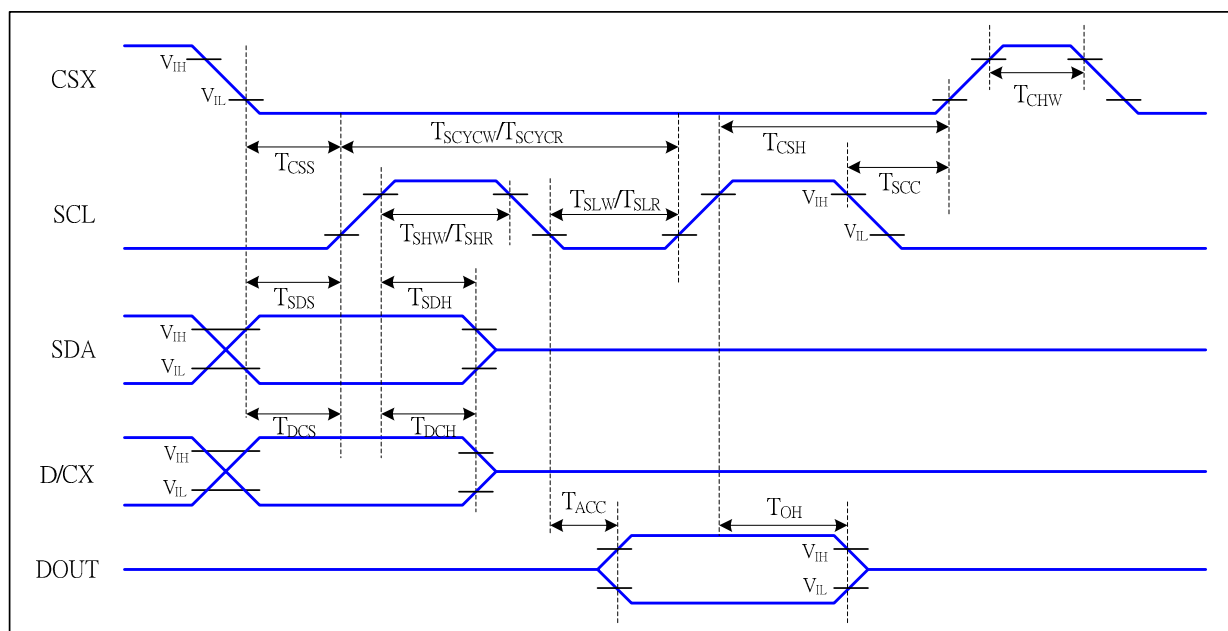 CSX
VIH
VIL
TCHW
TSCYCW/TSCYCR
TCSS
TCSH
TSCC
SCL
TSHW/TSHR
TSLW/TSLR
VIH
VIL
TSDS
TSDH
SDA
VIH
VIL
TDCS
TDCH
D/CX
VIH
VIL
TACC
TOH
DOUT
VIH
VIL